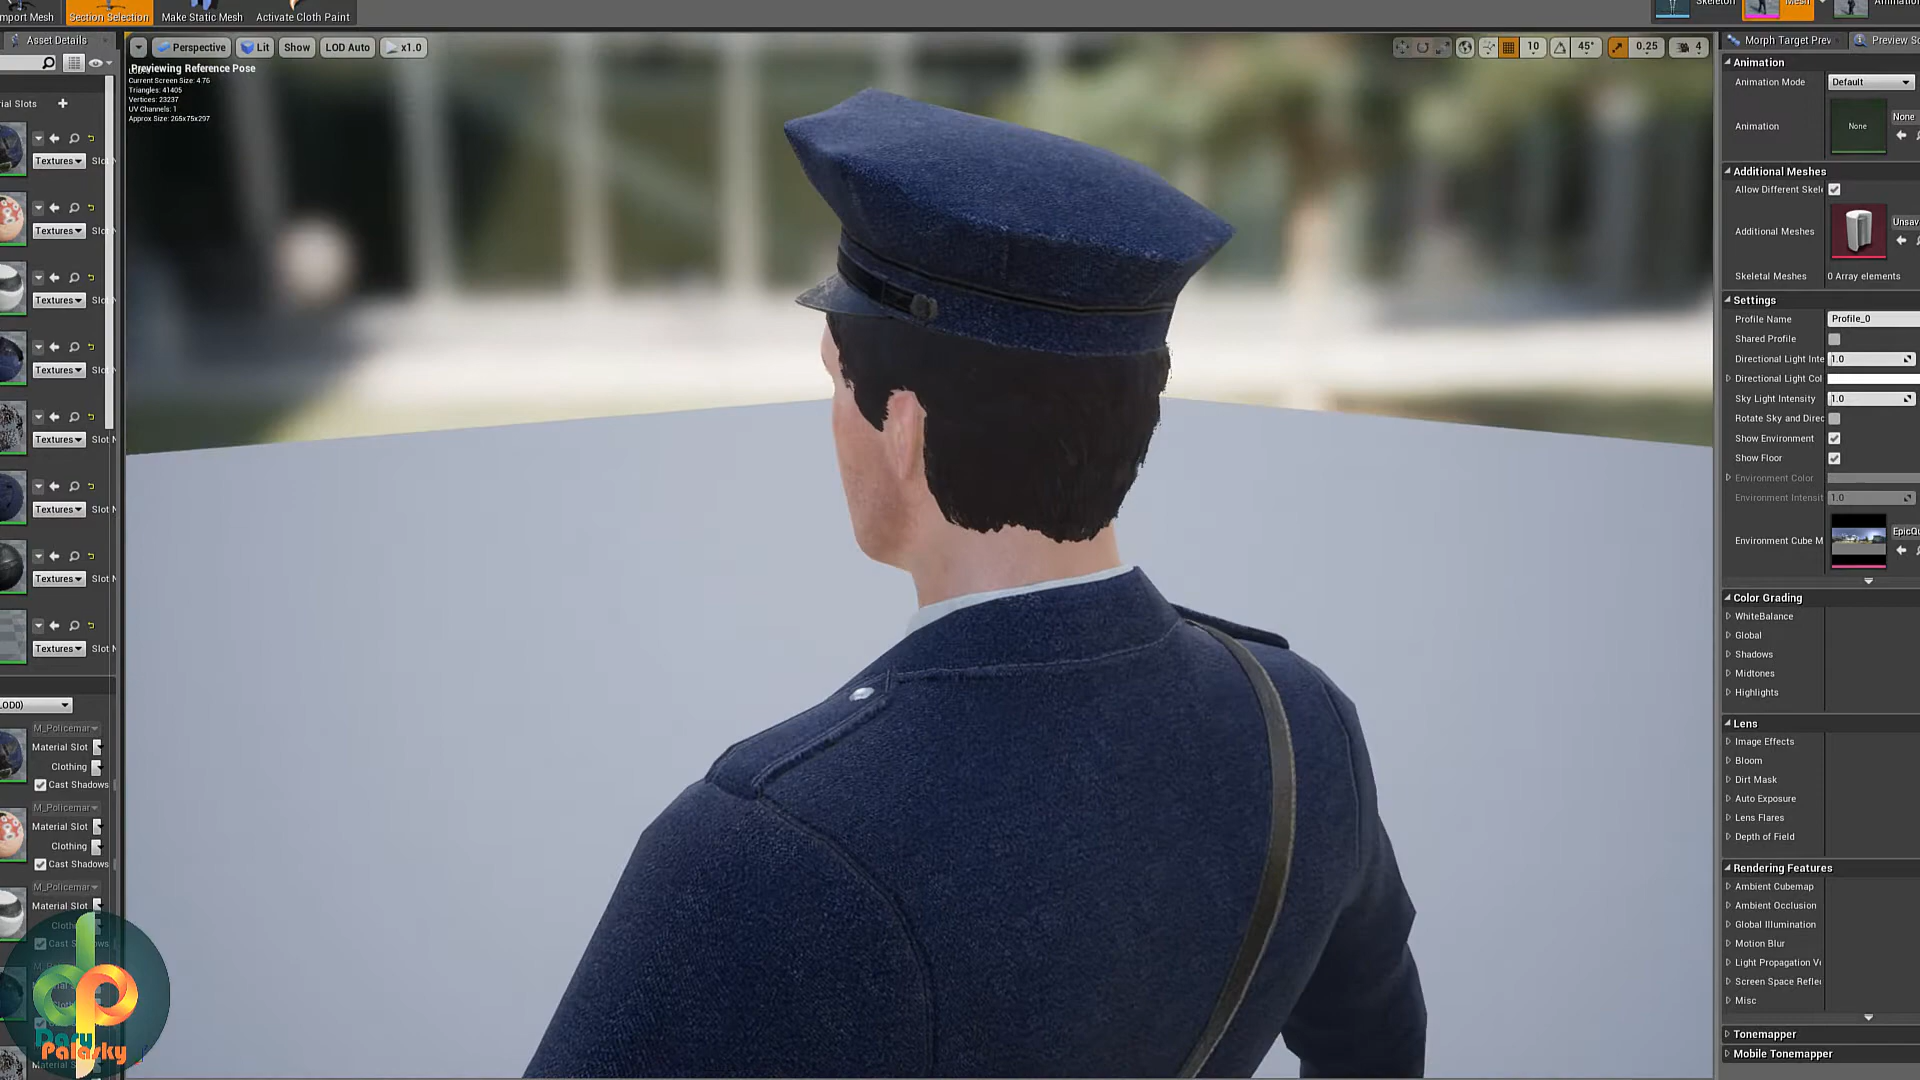 mport Mesh
Section Selection
Make Static Mesh
Activate Cloth Paint
Skeleton
Mesh
Asset Details
ial Slots
Textures
Textures
Textures
Textures
Textures
Textures
Textures
Textures
LOD0)
M_Policemar
Material Slot
Clothing
Cast Shadows
M_Policemar
Material Slot
Clothing
Cast Shadows
M_Policemar
Material Slot
Dary
Palasky
Perspective
Lit
Show
LOD Auto
x1.0
Previewing Reference Pose
Current Screen Size: 4.76
Triangles: 41405
Vertices: 23237
UV Channels: 1
Approx Size: 265x75x297
10
45°
0.25
4
Morph Target Prev
Preview Sc
Animation
Animation Mode
Default
Animation
None
None
Additional Meshes
Allow Different Skele
Additional Meshes
Unsav
Skeletal Meshes
0 Array elements
Settings
Profile Name
Profile_0
Shared Profile
Directional Light Inte
1.0
Directional Light Col
Sky Light Intensity
1.0
Rotate Sky and Direc
Show Environment
Show Floor
Environment Color
Environment Intensit
1.0
Environment Cube M
EpicQu
Color Grading
WhiteBalance
Global
Shadows
Midtones
Highlights
Lens
Image Effects
Bloom
Dirt Mask
Auto Exposure
Lens Flares
Depth of Field
Rendering Features
Ambient Cubemap
Ambient Occlusion
Global Illumination
Motion Blur
Light Propagation Vo
Screen Space Reflec
Misc
Tonemapper
Mobile Tonemapper